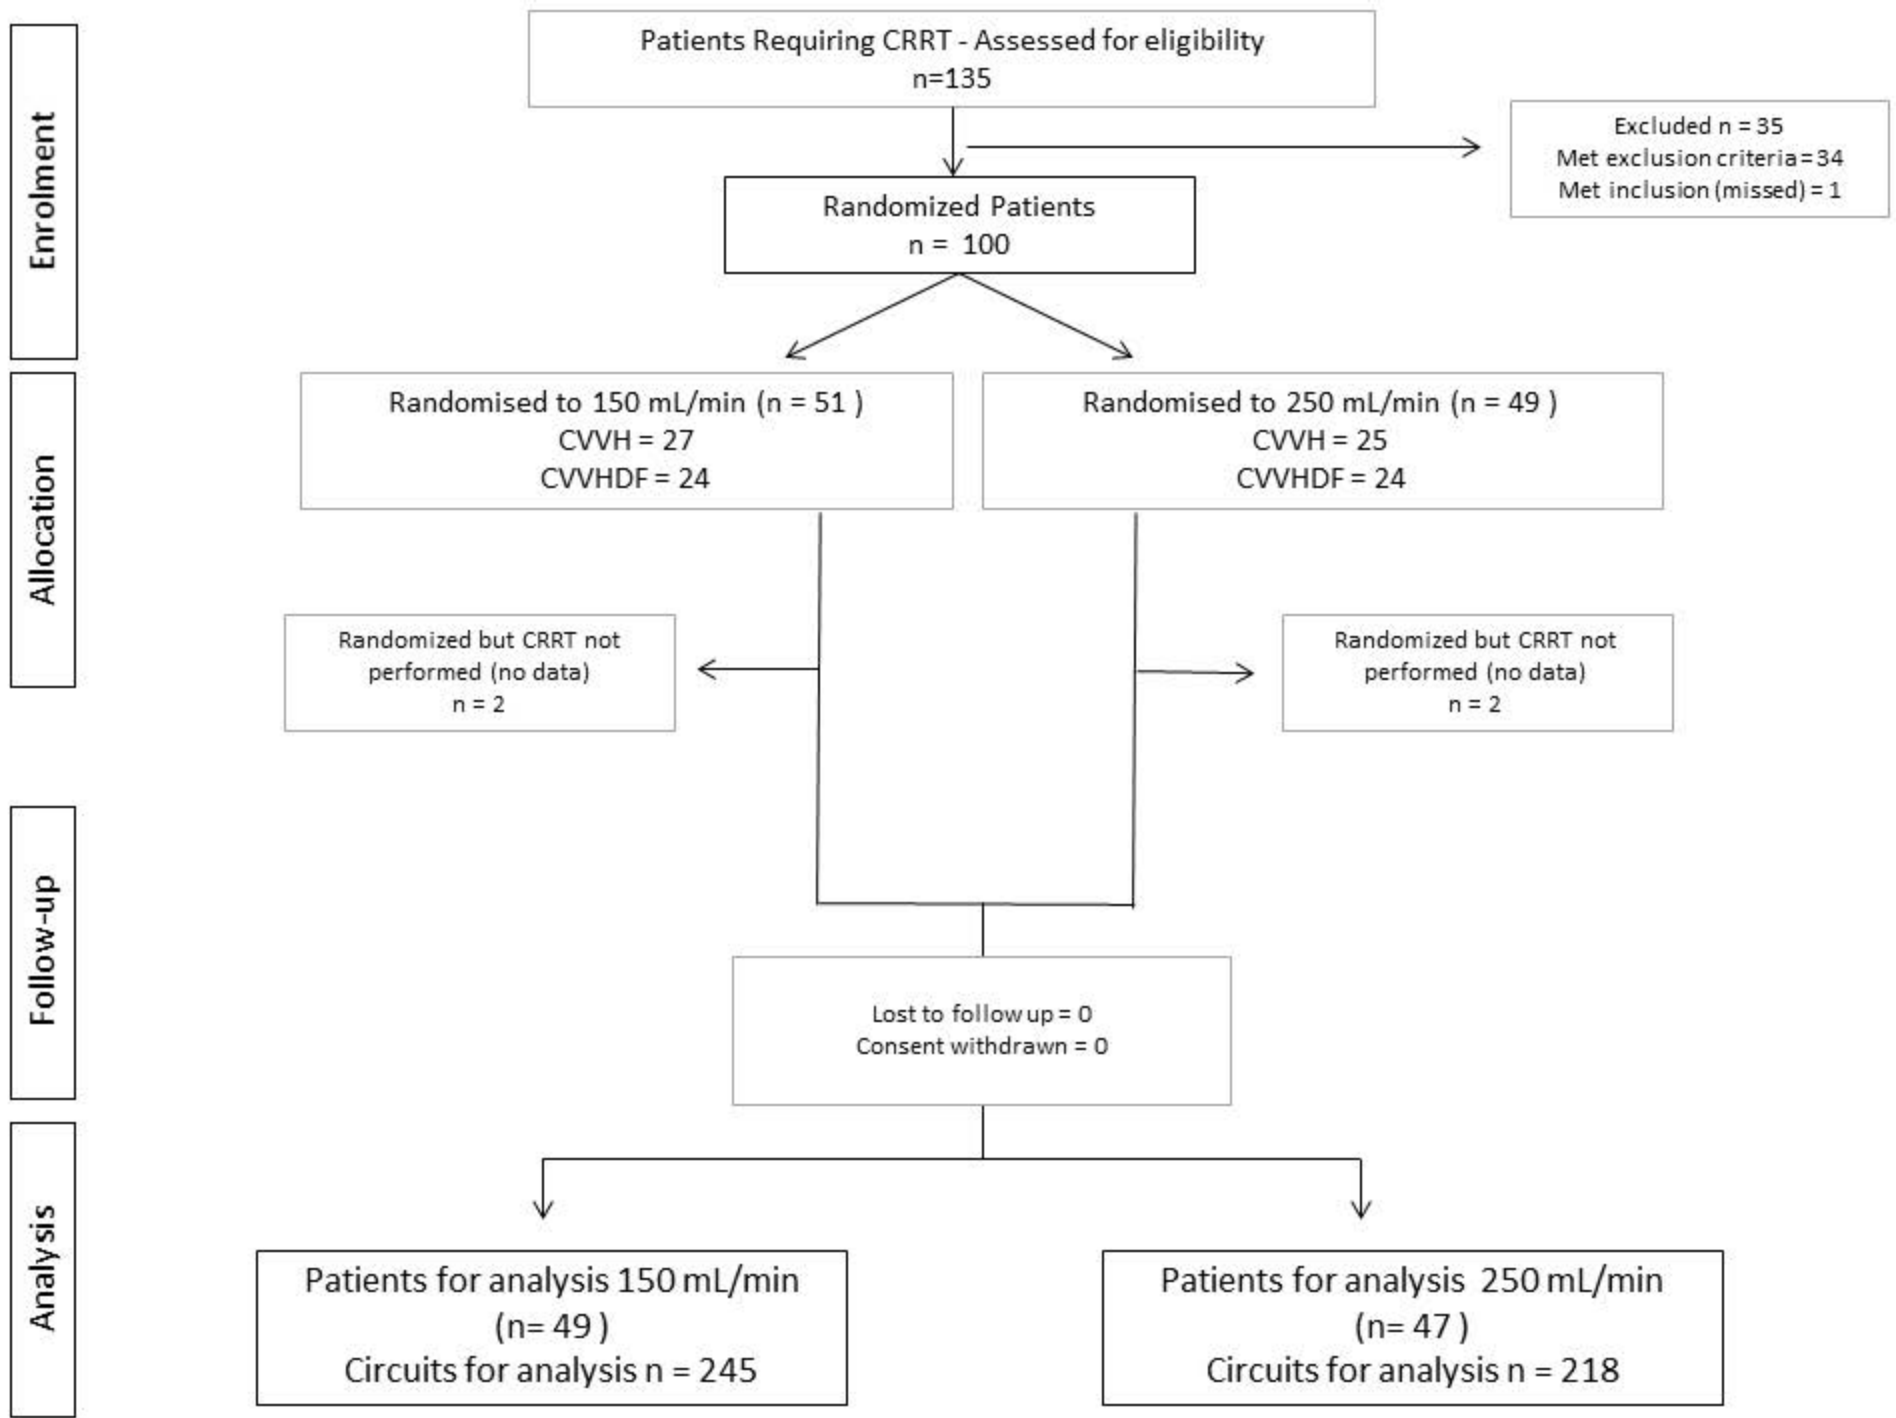 Enrolment
Patients Requiring CRRT - Assessed for eligibility
n=135
Excluded n = 35
Met exclusion criteria = 34
Met inclusion (missed) = 1
Randomized Patients
n = 100
Allocation
Randomised to 150 mL/min (n = 51 )
CVVH = 27
CVVHDF = 24
Randomised to 250 mL/min (n = 49 )
CVVH = 25
CVVHDF = 24
Randomized but CRRT not
performed (no data)
n = 2
Randomized but CRRT not
performed (no data)
n = 2
Follow-up
Lost to follow up = 0
Consent withdrawn = 0
Analysis
Patients for analysis 150 mL/min
(n= 49 )
Circuits for analysis n = 245
Patients for analysis 250 mL/min
(n= 47 )
Circuits for analysis n = 218